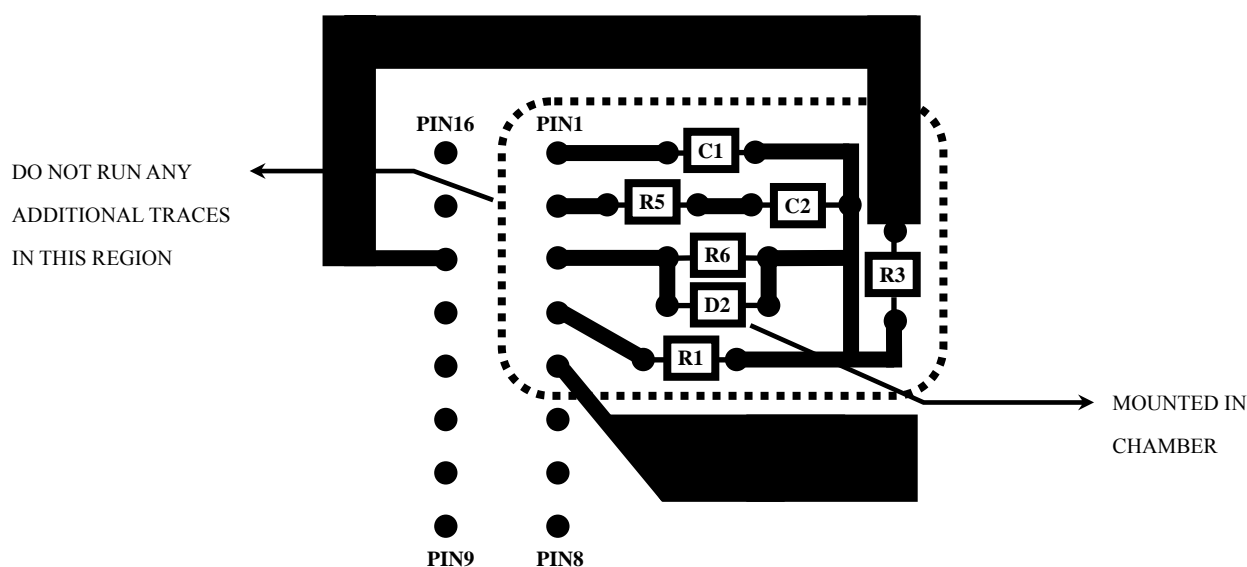 PIN16
PIN1
C1
DO NOT RUN ANY
ADDITIONAL TRACES
IN THIS REGION
R5
C2
R6
R3
D2
R1
MOUNTED IN
CHAMBER
PIN9
PIN8